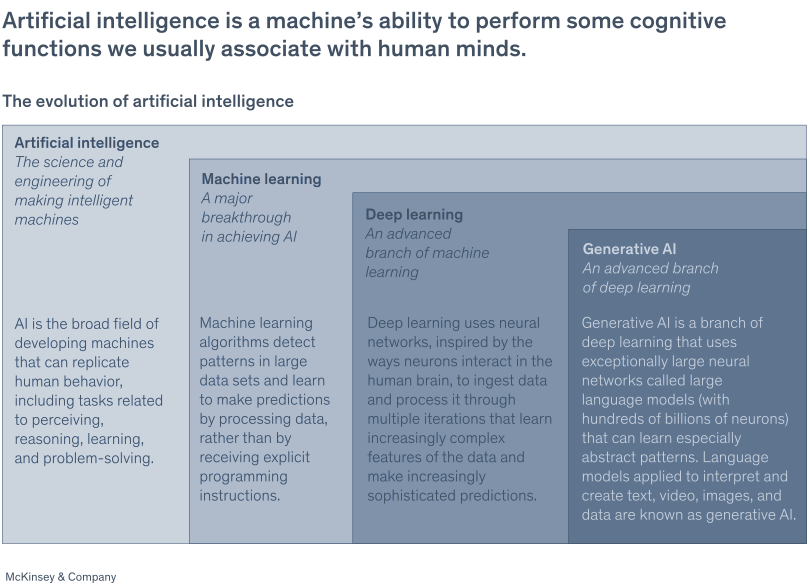 Artificial intelligence is a machine’s ability to perform some cognitive
functions we usually associate with human minds.
The evolution of artificial intelligence
Artificial intelligence
The science and
engineering of
making intelligent
machines
AI is the broad field of
developing machines
that can replicate
human behavior,
including tasks related
to perceiving,
reasoning, learning,
and problem-solving.
Machine learning
A major
breakthrough
in achieving AI
Machine learning
algorithms detect
patterns in large
data sets and learn
to make predictions
by processing data,
rather than by
receiving explicit
programming
instructions.
Deep learning
An advanced
branch of machine
learning
Deep learning uses neural
networks, inspired by the
ways neurons interact in the
human brain, to ingest data
and process it through
multiple iterations that learn
increasingly complex
features of the data and
make increasingly
sophisticated predictions.
Generative AI
An advanced branch
of deep learning
Generative AI is a branch of
deep learning that uses
exceptionally large neural
networks called large
language models (with
hundreds of billions of neurons)
that can learn especially
abstract patterns. Language
models applied to interpret and
create text, video, images, and
data are known as generative AI.
McKinsey & Company